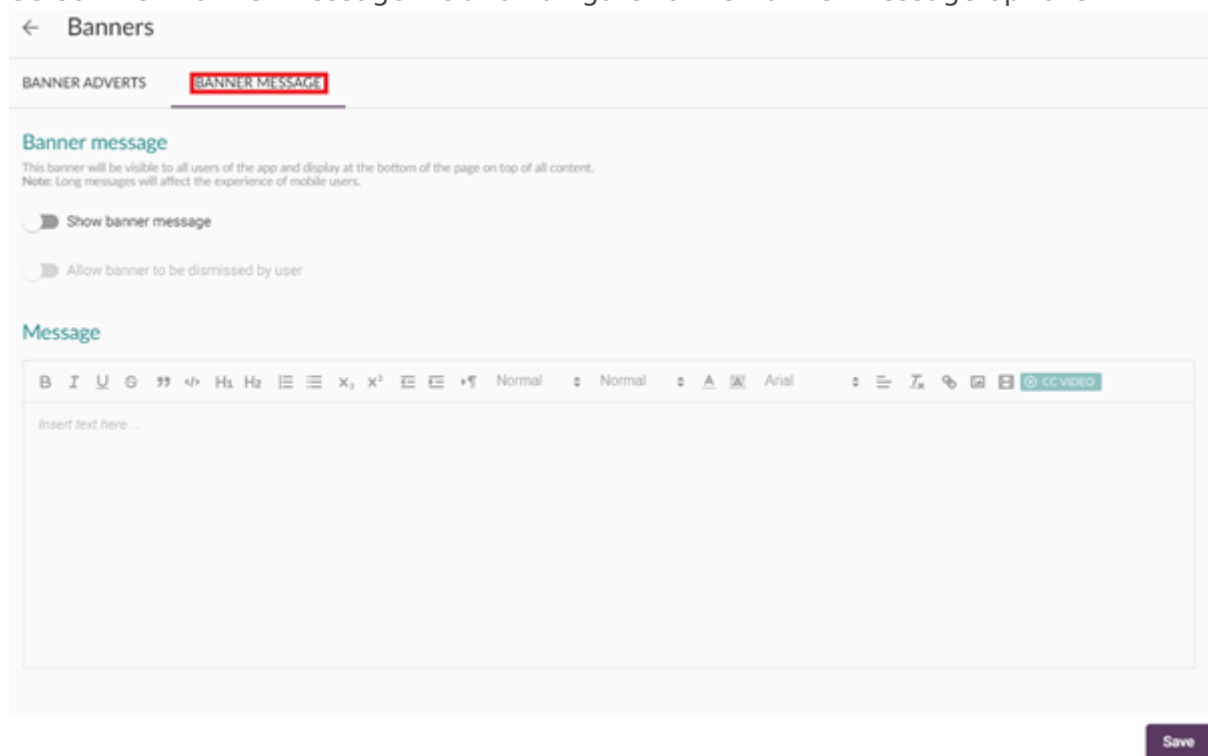 Banners
BANNER ADVERTS BANNER MESSAGE
Banner message
This banner will be visible to all users of the app and display at the bottom of the page on top of all content.
Note: Long messages will affect the experience of mobile users.
Show banner message
Allow banner to be dismissed by user
Message
B I U S H1 H2 X2 X² Normal Normal A A Arial Tx CC VIDEO
Insert text here ...
Save